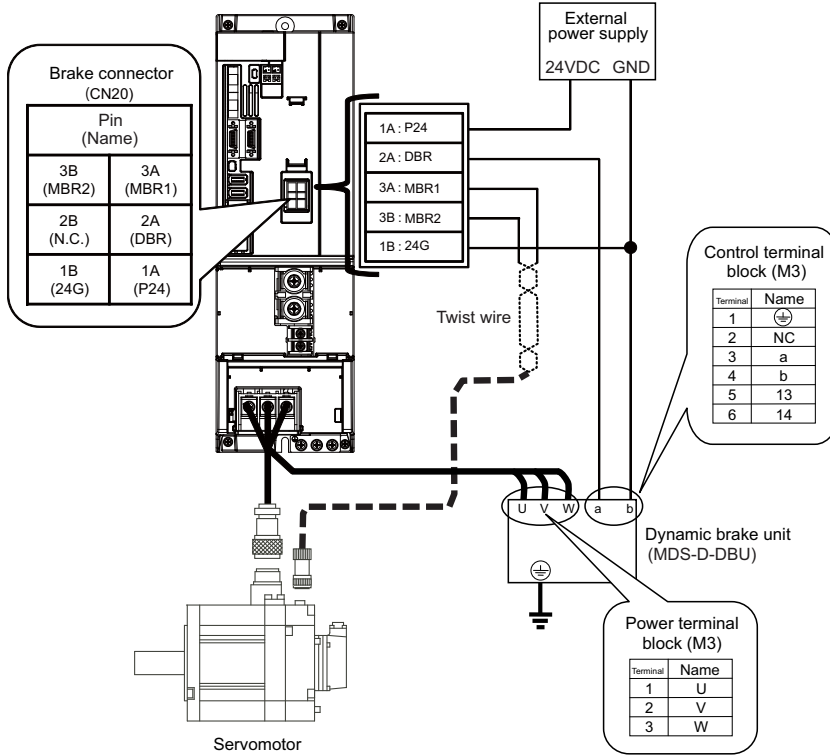 External
power supply
24VDC GND
Brake connector
(CN20)
Pin
(Name)
3B
(MBR2)
3A
(MBR1)
2B
(N.C.)
2A
(DBR)
1B
(24G)
1A
(P24)
1A : P24
2A : DBR
3A : MBR1
3B : MBR2
1B : 24G
Twist wire
Control terminal
block (M3)
Terminal Name
1
2 NC
3 a
4 b
5 13
6 14
U V W a b
Dynamic brake unit
(MDS-D-DBU)
Power terminal
block (M3)
Terminal Name
1 U
2 V
3 W
Servomotor